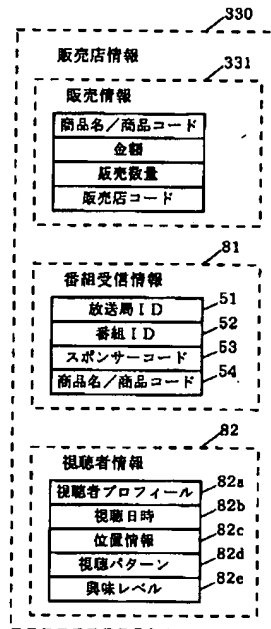 330
販売店情報
331
販売情報
商品名／商品コード
金額
販売数量
販売店コード
81
番組受信情報
放送局ID 51
番組ID 52
スポンサーコード 53
商品名／商品コード 54
82
視聴者情報
視聴者プロフィール 82a
視聴日時 82b
位置情報 82c
視聴パターン 82d
興味レベル 82e